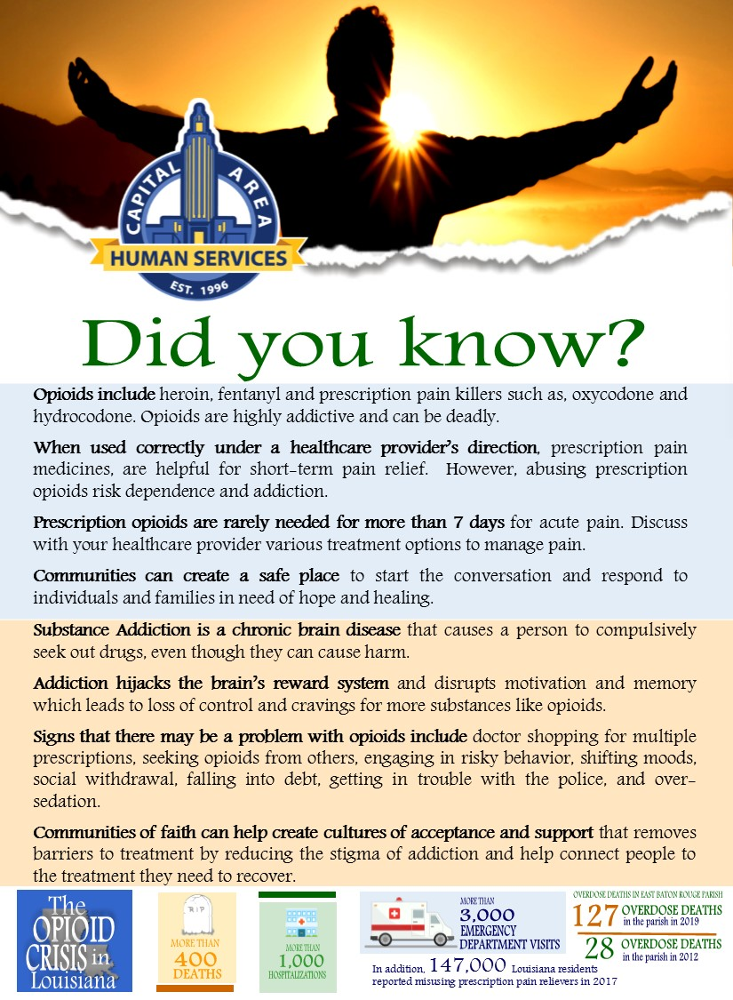 CAPITAL AREA
HUMAN SERVICES
EST. 1996
Did you know?
Opioids include heroin, fentanyl and prescription pain killers such as, oxycodone and
hydrocodone. Opioids are highly addictive and can be deadly.
When used correctly under a healthcare provider's direction, prescription pain
medicines, are helpful for short-term pain relief. However, abusing prescription
opioids risk dependence and addiction.
Prescription opioids are rarely needed for more than 7 days for acute pain. Discuss
with your healthcare provider various treatment options to manage pain.
Communities can create a safe place to start the conversation and respond to
individuals and families in need of hope and healing.
Substance Addiction is a chronic brain disease that causes a person to compulsively
seek out drugs, even though they can cause harm.
Addiction hijacks the brain's reward system and disrupts motivation and memory
which leads to loss of control and cravings for more substances like opioids.
Signs that there may be a problem with opioids include doctor shopping for multiple
prescriptions, seeking opioids from others, engaging in risky behavior, shifting moods,
social withdrawal, falling into debt, getting in trouble with the police, and over-
sedation.
Communities of faith can help create cultures of acceptance and support that removes
barriers to treatment by reducing the stigma of addiction and help connect people to
the treatment they need to recover.
The
OPIOID
CRISIS in
Louisiana
RIP
MORE THAN
400
DEATHS
MORE THAN
1,000
HOSPITALIZATIONS
MORE THAN
3,000
EMERGENCY
DEPARTMENT VISITS
In addition, 147,000 Louisiana residents
reported misusing prescription pain relievers in 2017
OVERDOSE DEATHS IN EAST BATON ROUGE PARISH
127 OVERDOSE DEATHS
in the parish in 2019
28 OVERDOSE DEATHS
in the parish in 2012